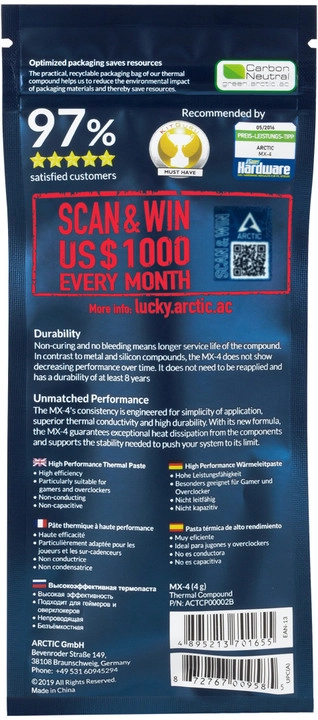 Optimized packaging saves resources
The practical, recyclable packaging bag of our thermal
compound helps us to reduce the environmental impact
of packaging materials and thereby save resources.
Carbon
Neutral
green.arctic.ac
97%
satisfied customers
Recommended by
MUST HAVE
05/2016
PREIS-LEISTUNGS-TIPP
ARCTIC
MX-4
Hardware
SCAN & WIN
US $ 1000
EVERY MONTH
ARCTIC
More info: lucky.arctic.ac
Durability
Non-curing and no bleeding means longer service life of the compound.
In contrast to metal and silicon compounds, the MX-4 does not show
decreasing performance over time. It does not need to be reapplied and
has a durability of at least 8 years
Unmatched Performance
The MX-4's consistency is engineered for simplicity of application,
superior thermal conductivity and high durability. With its new formula,
the MX-4 guarantees exceptional heat dissipation from the components
and supports the stability needed to push your system to its limit.
High Performance Thermal Paste
• High efficiency
• Particularly suitable for
gamers and overclockers
• Non-conducting
• Non-capacitive
High Performance Wärmeleitpaste
• Hohe Leistungsfähigkeit
• Besonders geeignet für Gamer und
Overclocker
• Nicht leitfähig
• Nicht kapazitiv
Pâte thermique à haute performance
• Haute efficacité
• Particulièrement adaptée pour les
joueurs et les sur-cadenceurs
• Non conductrice
• Non condensatrice
Pasta térmica de alto rendimiento
• Muy eficiente
• Ideal para jugones y overclockers
• No es conductora
• No es capacitiva
Высокоэффективная термопаста
• Высокая эффективность
• Подходит для геймеров и
оверклокеров
• Непроводящая
• Безъёмкостная
MX-4 (4 g)
Thermal Compound
P/N: ACTCP00002B
4 895213 701655
EAN-13
8 72767 00958 5
UPC(A)
ARCTIC GmbH
Bevenroder Straße 149,
38108 Braunschweig, Germany
Phone: +49 531 60945294
©2019 All Rights Reserved.
Made in China